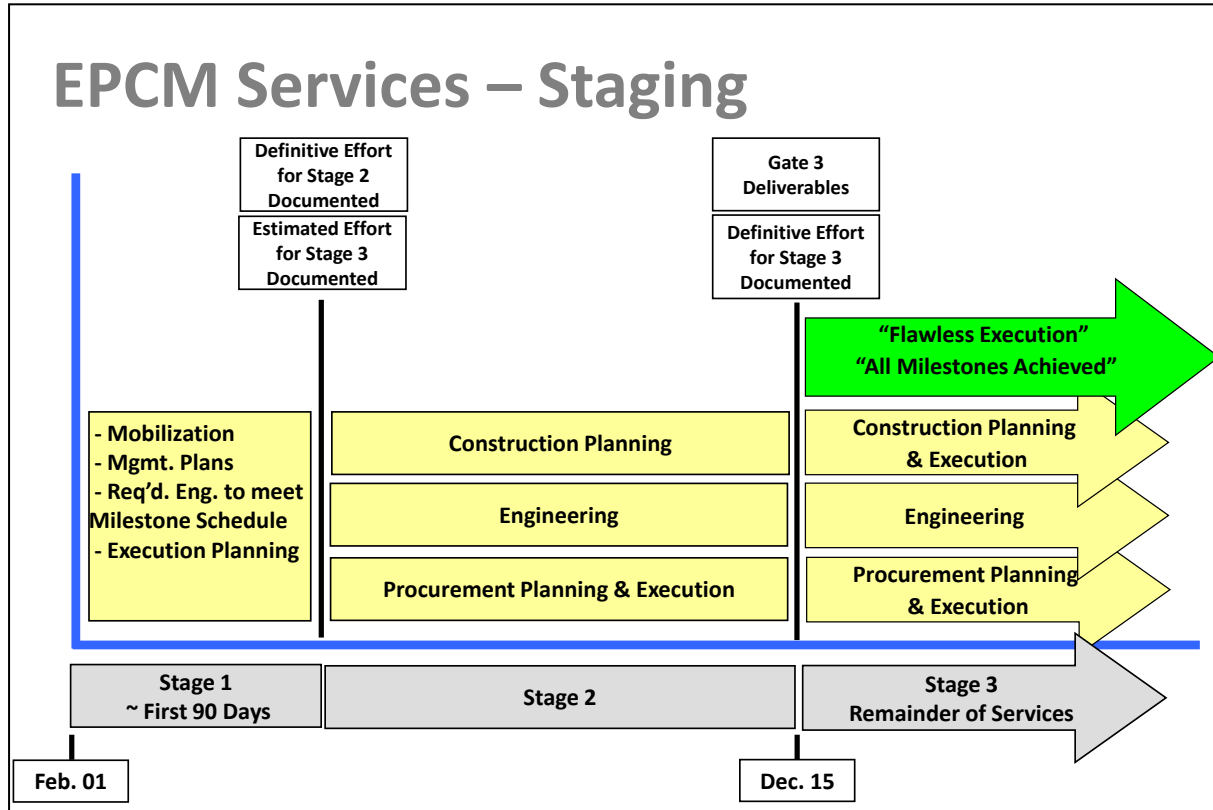 EPCM Services – Staging
Definitive Effort
for Stage 2
Documented
Estimated Effort
for Stage 3
Documented
Gate 3
Deliverables
Definitive Effort
for Stage 3
Documented
“Flawless Execution”
“All Milestones Achieved”
- Mobilization
- Mgmt. Plans
- Req’d. Eng. to meet
Milestone Schedule
- Execution Planning
Construction Planning
Engineering
Procurement Planning & Execution
Construction Planning
& Execution
Engineering
Procurement Planning
& Execution
Stage 1
~ First 90 Days
Stage 2
Stage 3
Remainder of Services
Feb. 01
Dec. 15